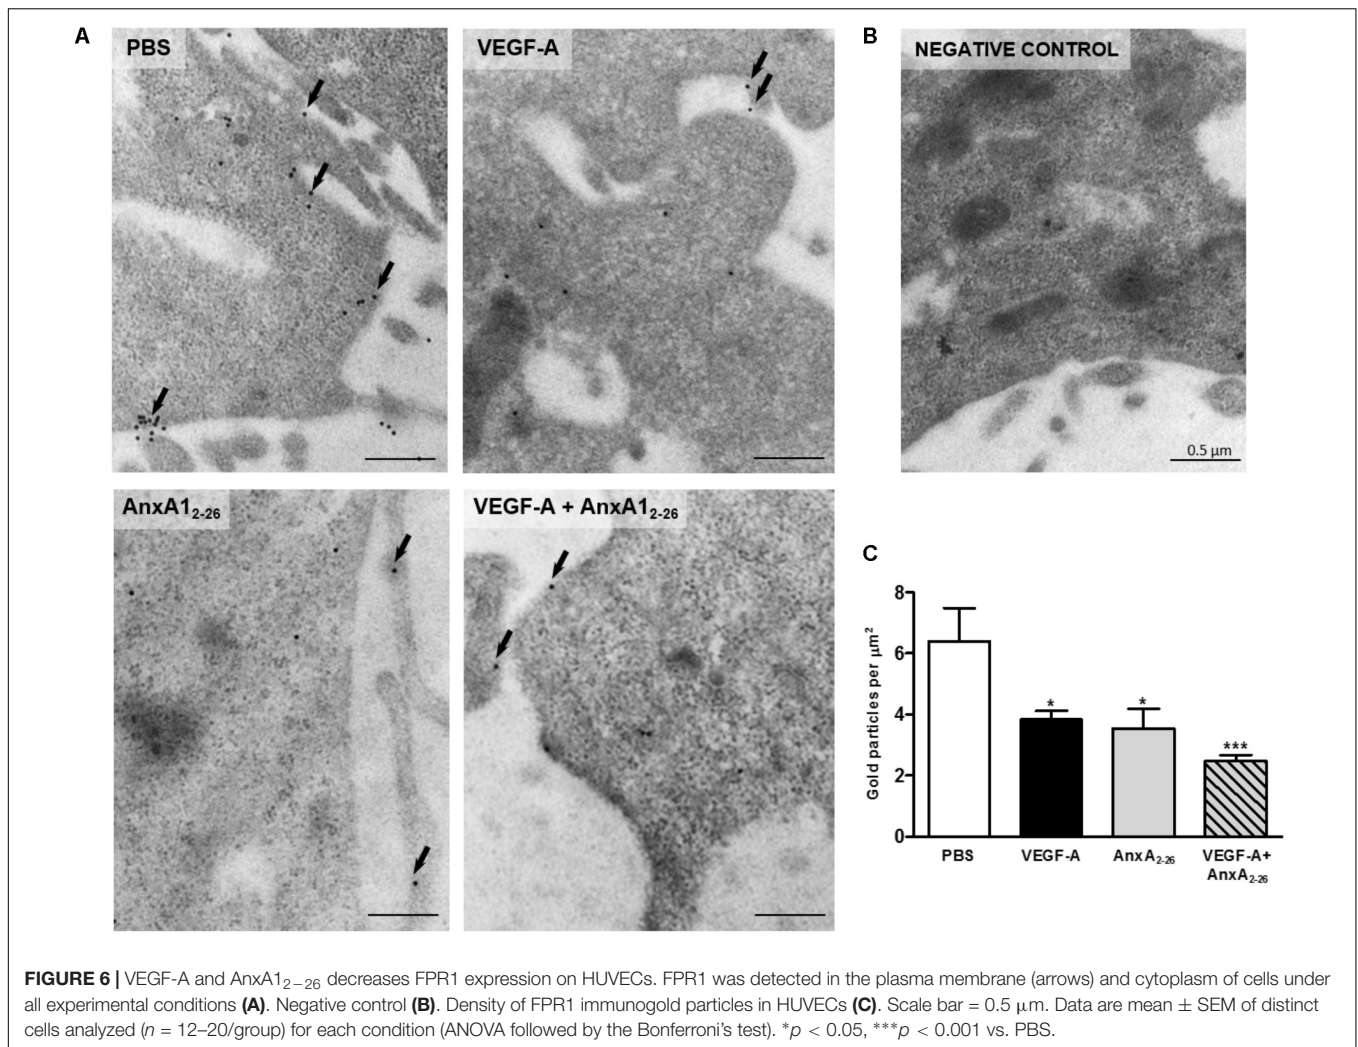 A
PBS
VEGF-A
B
NEGATIVE CONTROL
0.5 μm
AnxA1₂₋₂₆
VEGF-A + AnxA1₂₋₂₆
C
Gold particles per μm²
8
6
4
2
0
*
*
***
PBS
VEGF-A
AnxA₂₋₂₆
VEGF-A+
AnxA₂₋₂₆
FIGURE 6 | VEGF-A and AnxA1₂₋₂₆ decreases FPR1 expression on HUVECs. FPR1 was detected in the plasma membrane (arrows) and cytoplasm of cells under
all experimental conditions (A). Negative control (B). Density of FPR1 immunogold particles in HUVECs (C). Scale bar = 0.5 μm. Data are mean ± SEM of distinct
cells analyzed (n = 12–20/group) for each condition (ANOVA followed by the Bonferroni's test). *p < 0.05, ***p < 0.001 vs. PBS.